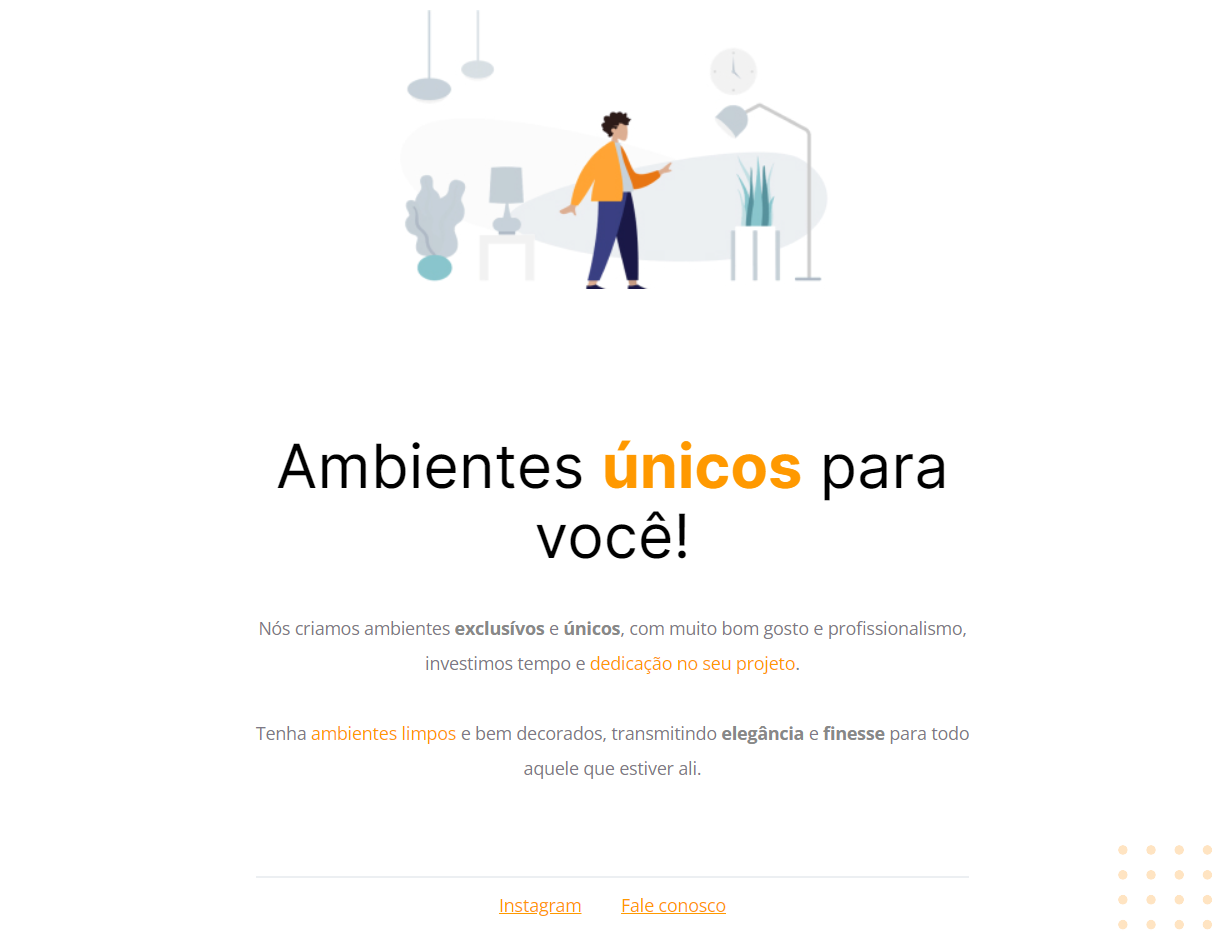 Ambientes únicos para
você!
Nós criamos ambientes exclusívos e únicos, com muito bom gosto e profissionalismo,
investimos tempo e dedicação no seu projeto.
Tenha ambientes limpos e bem decorados, transmitindo elegância e finesse para todo
aquele que estiver ali.
Instagram Fale conosco